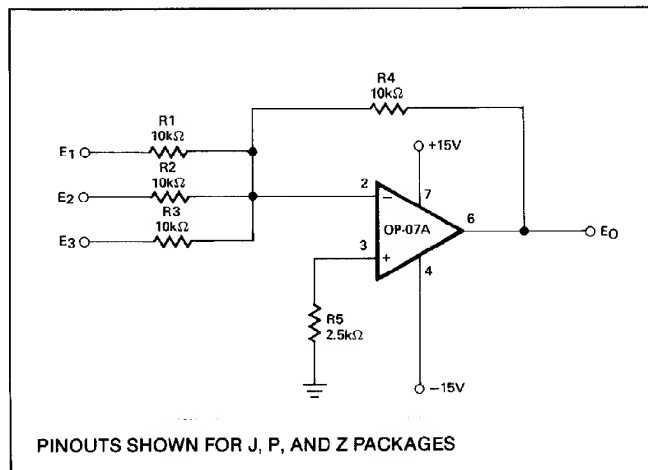 R4
10kΩ
R1
10kΩ
E1
R2
10kΩ
E2
R3
10kΩ
E3
+15V
2
7
−
OP-07A
6
EO
3
+
4
R5
2.5kΩ
−15V
PINOUTS SHOWN FOR J, P, AND Z PACKAGES